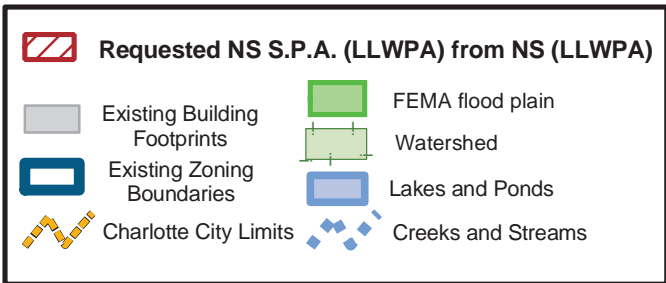 Requested NS S.P.A. (LLWPA) from NS (LLWPA)
Existing Building
Footprints
Existing Zoning
Boundaries
Charlotte City Limits
FEMA flood plain
Watershed
Lakes and Ponds
Creeks and Streams